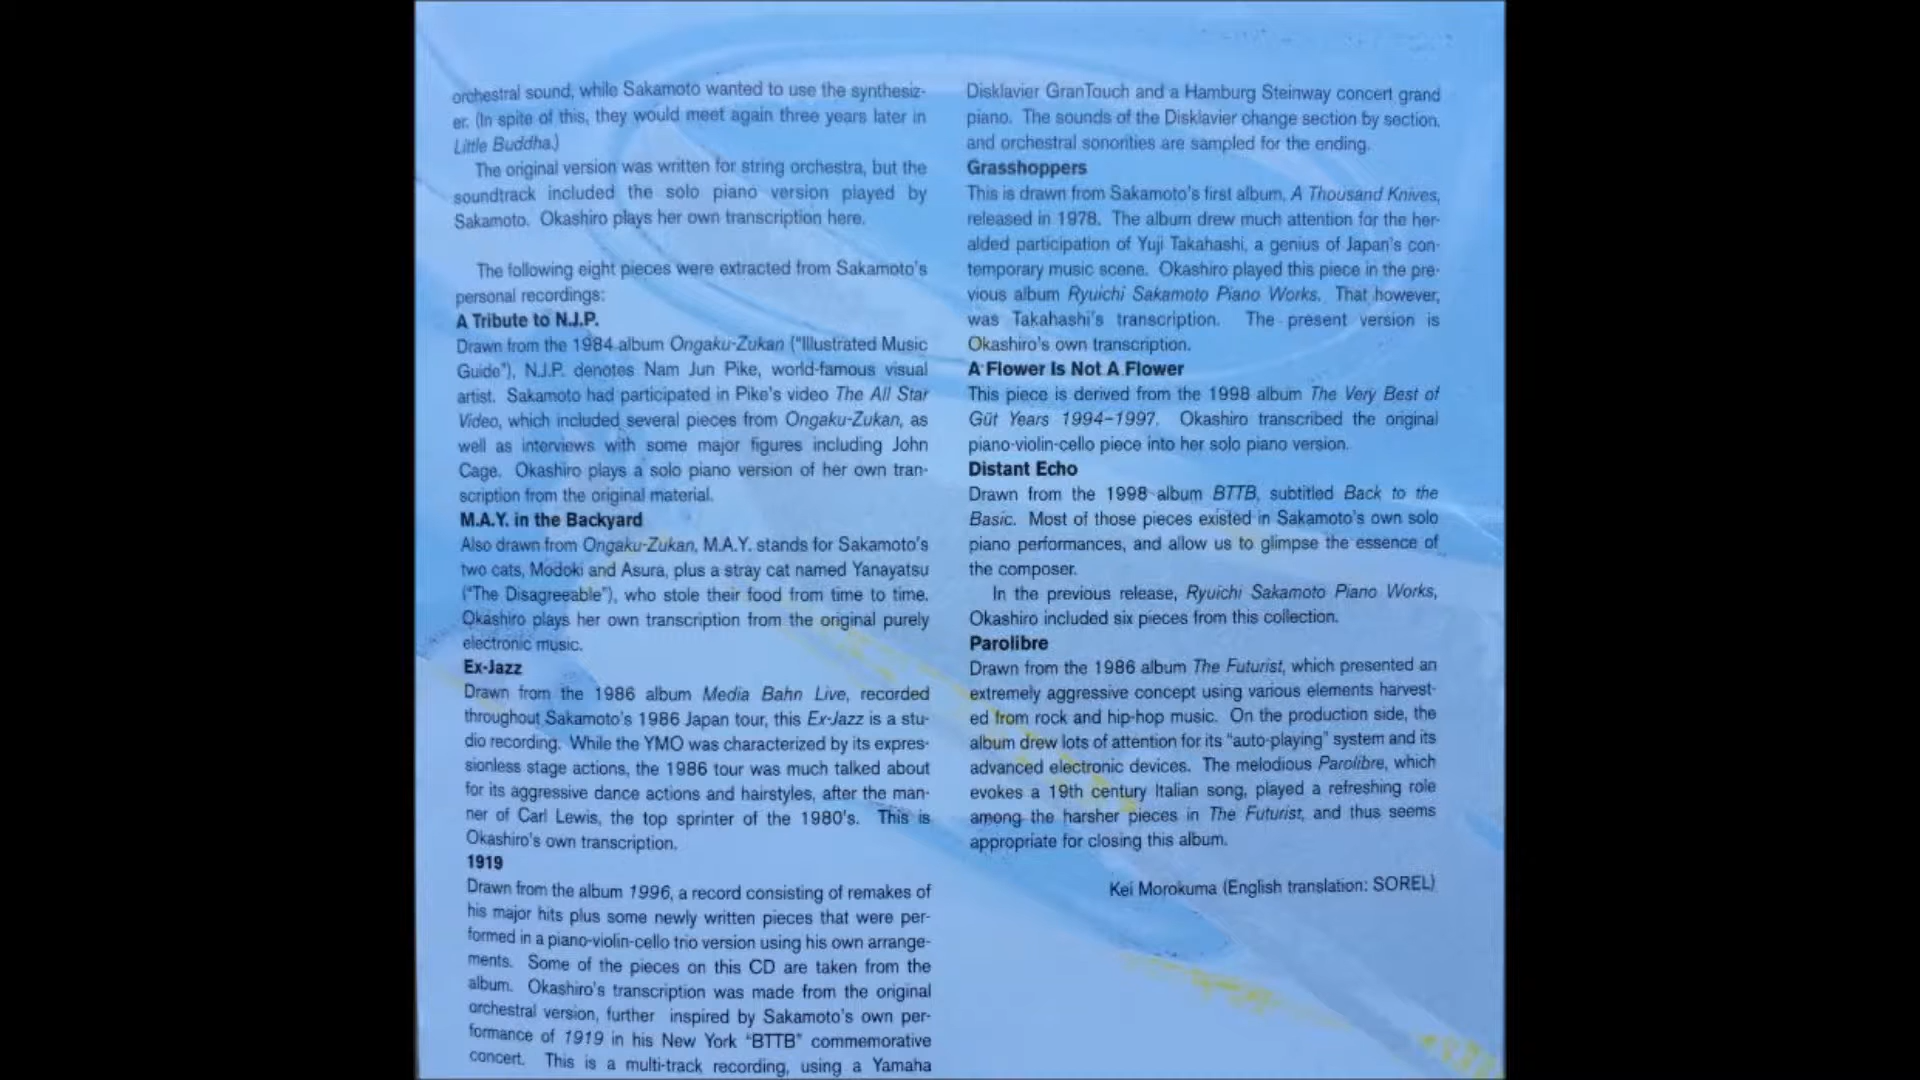 orchestral sound, while Sakamoto wanted to use the synthesiz-
er. (In spite of this, they would meet again three years later in
Little Buddha.)
The original version was written for string orchestra, but the
soundtrack included the solo piano version played by
Sakamoto. Okashiro plays her own transcription here.
The following eight pieces were extracted from Sakamoto's
personal recordings:
A Tribute to N.J.P.
Drawn from the 1984 album Ongaku-Zukan ("Illustrated Music
Guide"), N.J.P. denotes Nam Jun Pike, world-famous visual
artist. Sakamoto had participated in Pike's video The All Star
Video, which included several pieces from Ongaku-Zukan, as
well as interviews with some major figures including John
Cage. Okashiro plays a solo piano version of her own tran-
scription from the original material.
M.A.Y. in the Backyard
Also drawn from Ongaku-Zukan, M.A.Y. stands for Sakamoto's
two cats, Modoki and Asura, plus a stray cat named Yanayatsu
("The Disagreeable"), who stole their food from time to time.
Okashiro plays her own transcription from the original purely
electronic music.
Ex-Jazz
Drawn from the 1986 album Media Bahn Live, recorded
throughout Sakamoto's 1986 Japan tour, this Ex-Jazz is a stu-
dio recording. While the YMO was characterized by its expres-
sionless stage actions, the 1986 tour was much talked about
for its aggressive dance actions and hairstyles, after the man-
ner of Carl Lewis, the top sprinter of the 1980's. This is
Okashiro's own transcription.
1919
Drawn from the album 1996, a record consisting of remakes of
his major hits plus some newly written pieces that were per-
formed in a piano-violin-cello trio version using his own arrange-
ments. Some of the pieces on this CD are taken from the
album. Okashiro's transcription was made from the original
orchestral version, further inspired by Sakamoto's own per-
formance of 1919 in his New York "BTTB" commemorative
concert. This is a multi-track recording, using a Yamaha
Disklavier GranTouch and a Hamburg Steinway concert grand
piano. The sounds of the Disklavier change section by section,
and orchestral sonorities are sampled for the ending.
Grasshoppers
This is drawn from Sakamoto's first album, A Thousand Knives,
released in 1978. The album drew much attention for the her-
alded participation of Yuji Takahashi, a genius of Japan's con-
temporary music scene. Okashiro played this piece in the pre-
vious album Ryuichi Sakamoto Piano Works. That however,
was Takahashi's transcription. The present version is
Okashiro's own transcription.
A Flower Is Not A Flower
This piece is derived from the 1998 album The Very Best of
Güt Years 1994–1997. Okashiro transcribed the original
piano-violin-cello piece into her solo piano version.
Distant Echo
Drawn from the 1998 album BTTB, subtitled Back to the
Basic. Most of those pieces existed in Sakamoto's own solo
piano performances, and allow us to glimpse the essence of
the composer.
In the previous release, Ryuichi Sakamoto Piano Works,
Okashiro included six pieces from this collection.
Parolibre
Drawn from the 1986 album The Futurist, which presented an
extremely aggressive concept using various elements harvest-
ed from rock and hip-hop music. On the production side, the
album drew lots of attention for its "auto-playing" system and its
advanced electronic devices. The melodious Parolibre, which
evokes a 19th century Italian song, played a refreshing role
among the harsher pieces in The Futurist, and thus seems
appropriate for closing this album.
Kei Morokuma (English translation: SOREL)